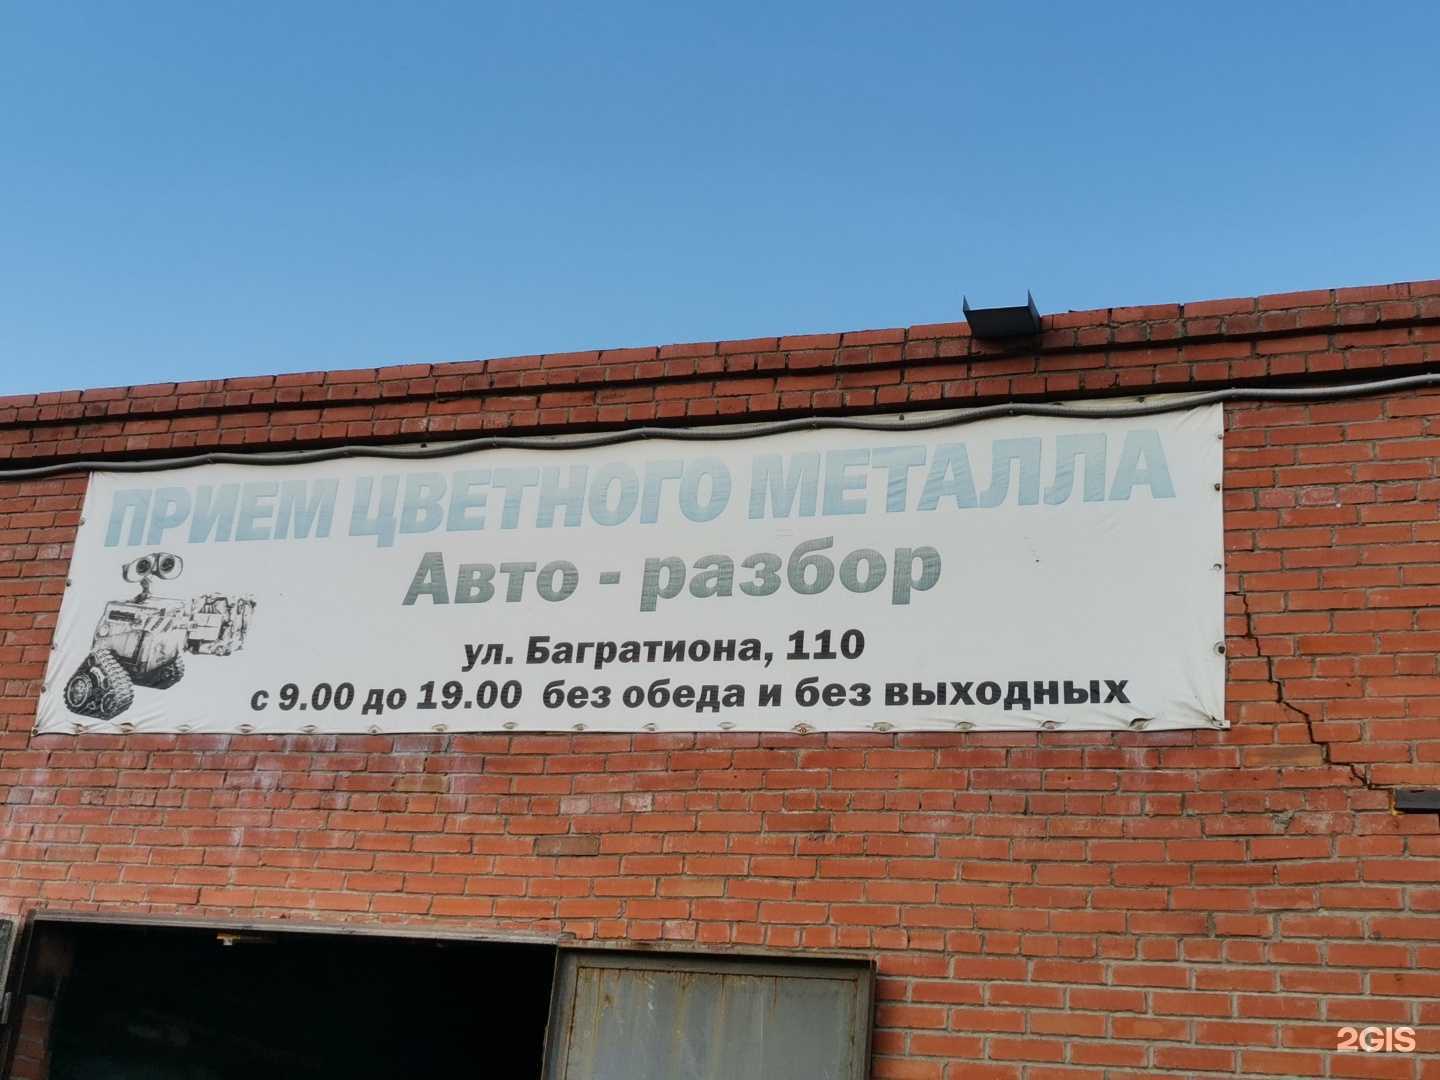 ПРИЕМ ЦВЕТНОГО МЕТАЛЛА
Авто - разбор
ул. Багратиона, 110
с 9.00 до 19.00 без обеда и без выходных
2GIS